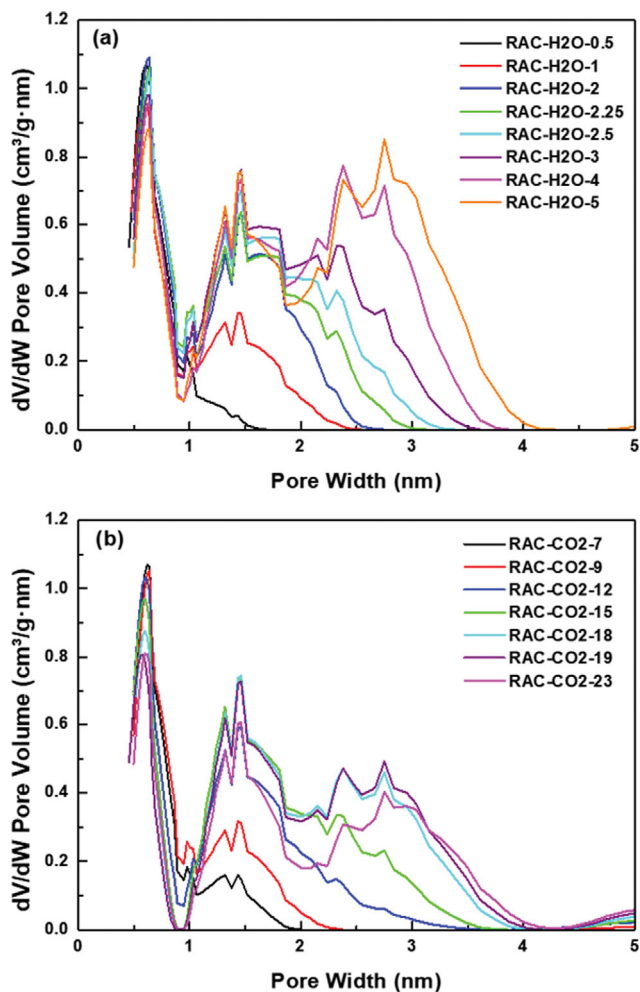 (a)
RAC-H2O-0.5
RAC-H2O-1
RAC-H2O-2
RAC-H2O-2.25
RAC-H2O-2.5
RAC-H2O-3
RAC-H2O-4
RAC-H2O-5
dV/dW Pore Volume (cm³/g·nm)
1.2
1.0
0.8
0.6
0.4
0.2
0.0
0 1 2 3 4 5
Pore Width (nm)
(b)
RAC-CO2-7
RAC-CO2-9
RAC-CO2-12
RAC-CO2-15
RAC-CO2-18
RAC-CO2-19
RAC-CO2-23
dV/dW Pore Volume (cm³/g·nm)
1.2
1.0
0.8
0.6
0.4
0.2
0.0
0 1 2 3 4 5
Pore Width (nm)